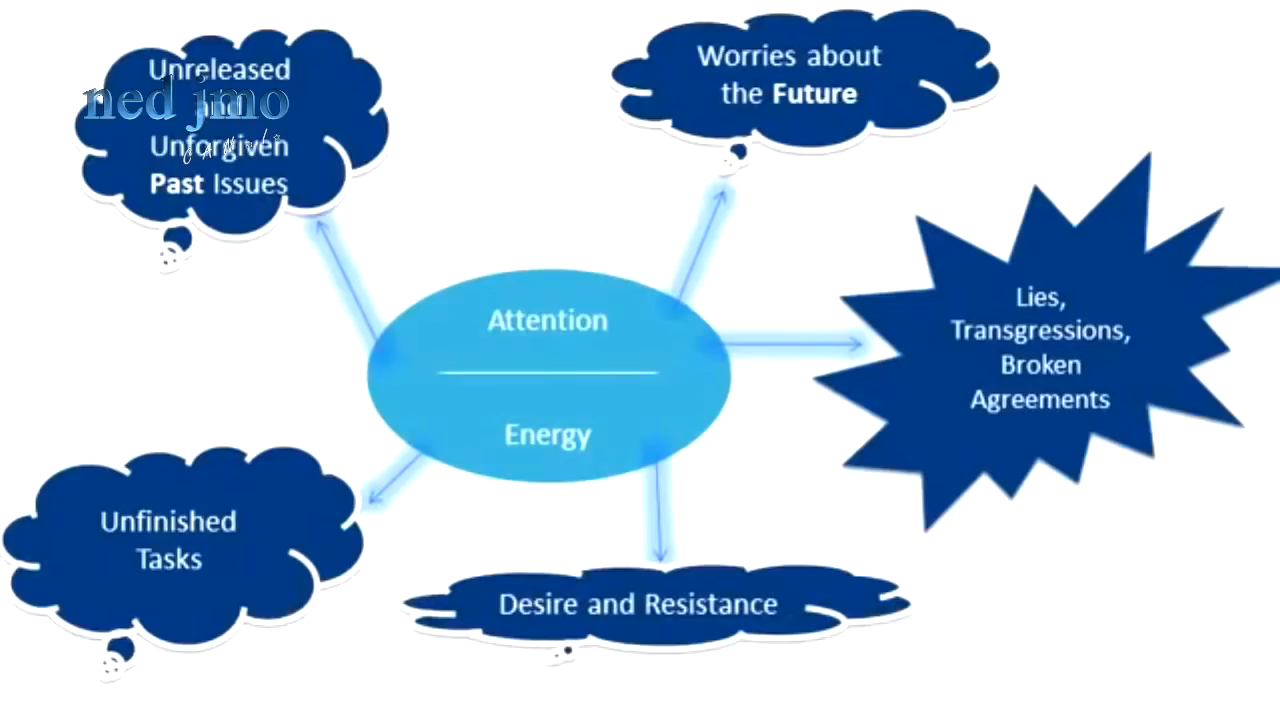 Unreleased
and
Unforgiven
Past Issues
ned jmo
Worries about
the Future
Lies,
Transgressions,
Broken
Agreements
Attention
Energy
Unfinished
Tasks
Desire and Resistance